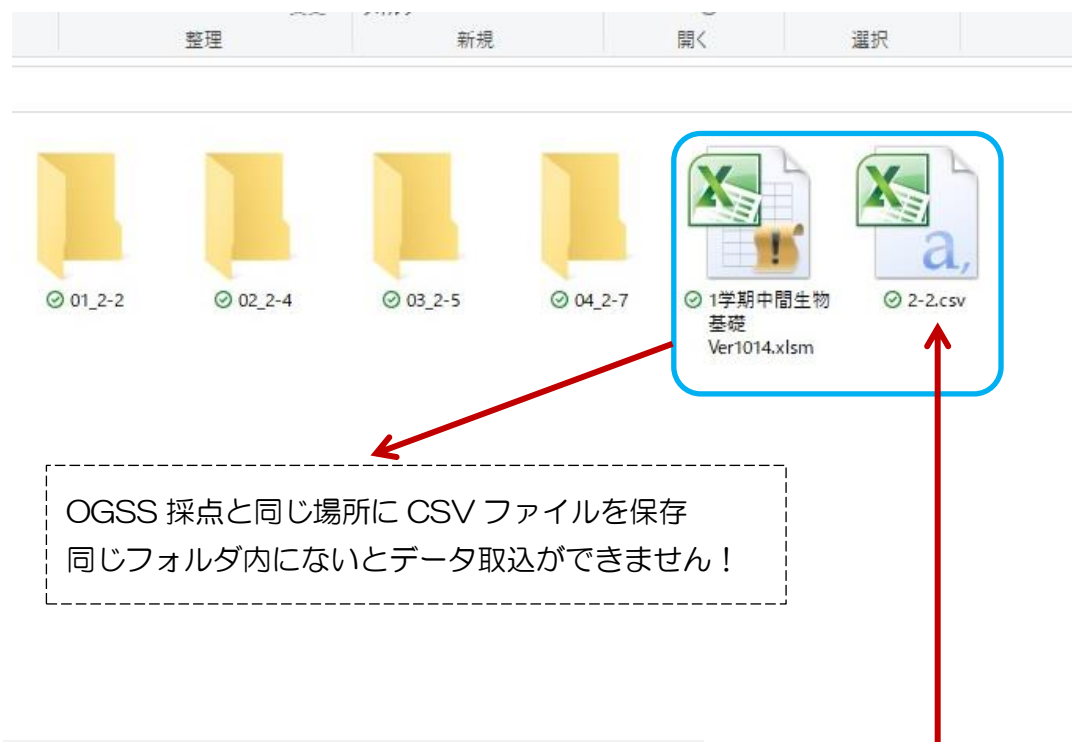 整理 新規 開く 選択
01_2-2
02_2-4
03_2-5
04_2-7
1学期中間生物
基礎
Ver1014.xlsm
2-2.csv
OGSS 採点と同じ場所に CSV ファイルを保存
同じフォルダ内にないとデータ取込ができません！